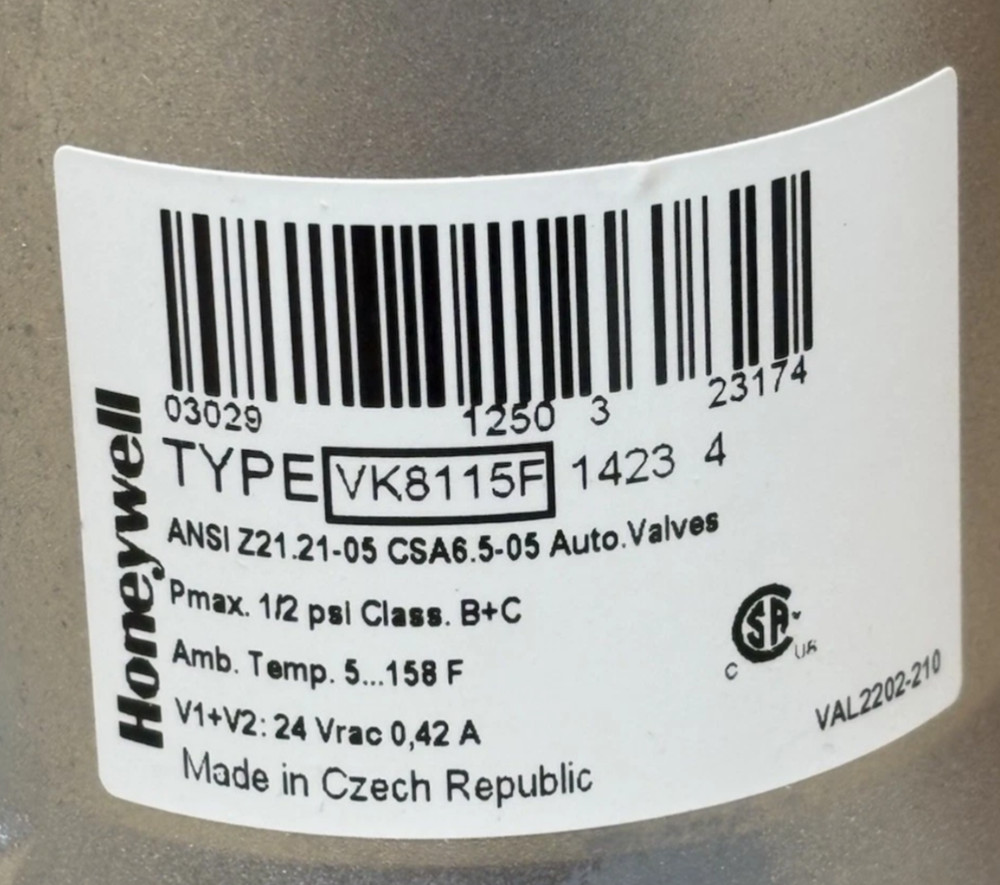 03029 1250 3 23174
TYPE VK8115F 1423 4
ANSI Z21.21-05 CSA6.5-05 Auto.Valves
Pmax. 1/2 psi Class. B+C
Amb. Temp. 5...158 F
V1+V2: 24 Vrac 0,42 A
Made in Czech Republic
Honeywell
C SA US
VAL2202-210